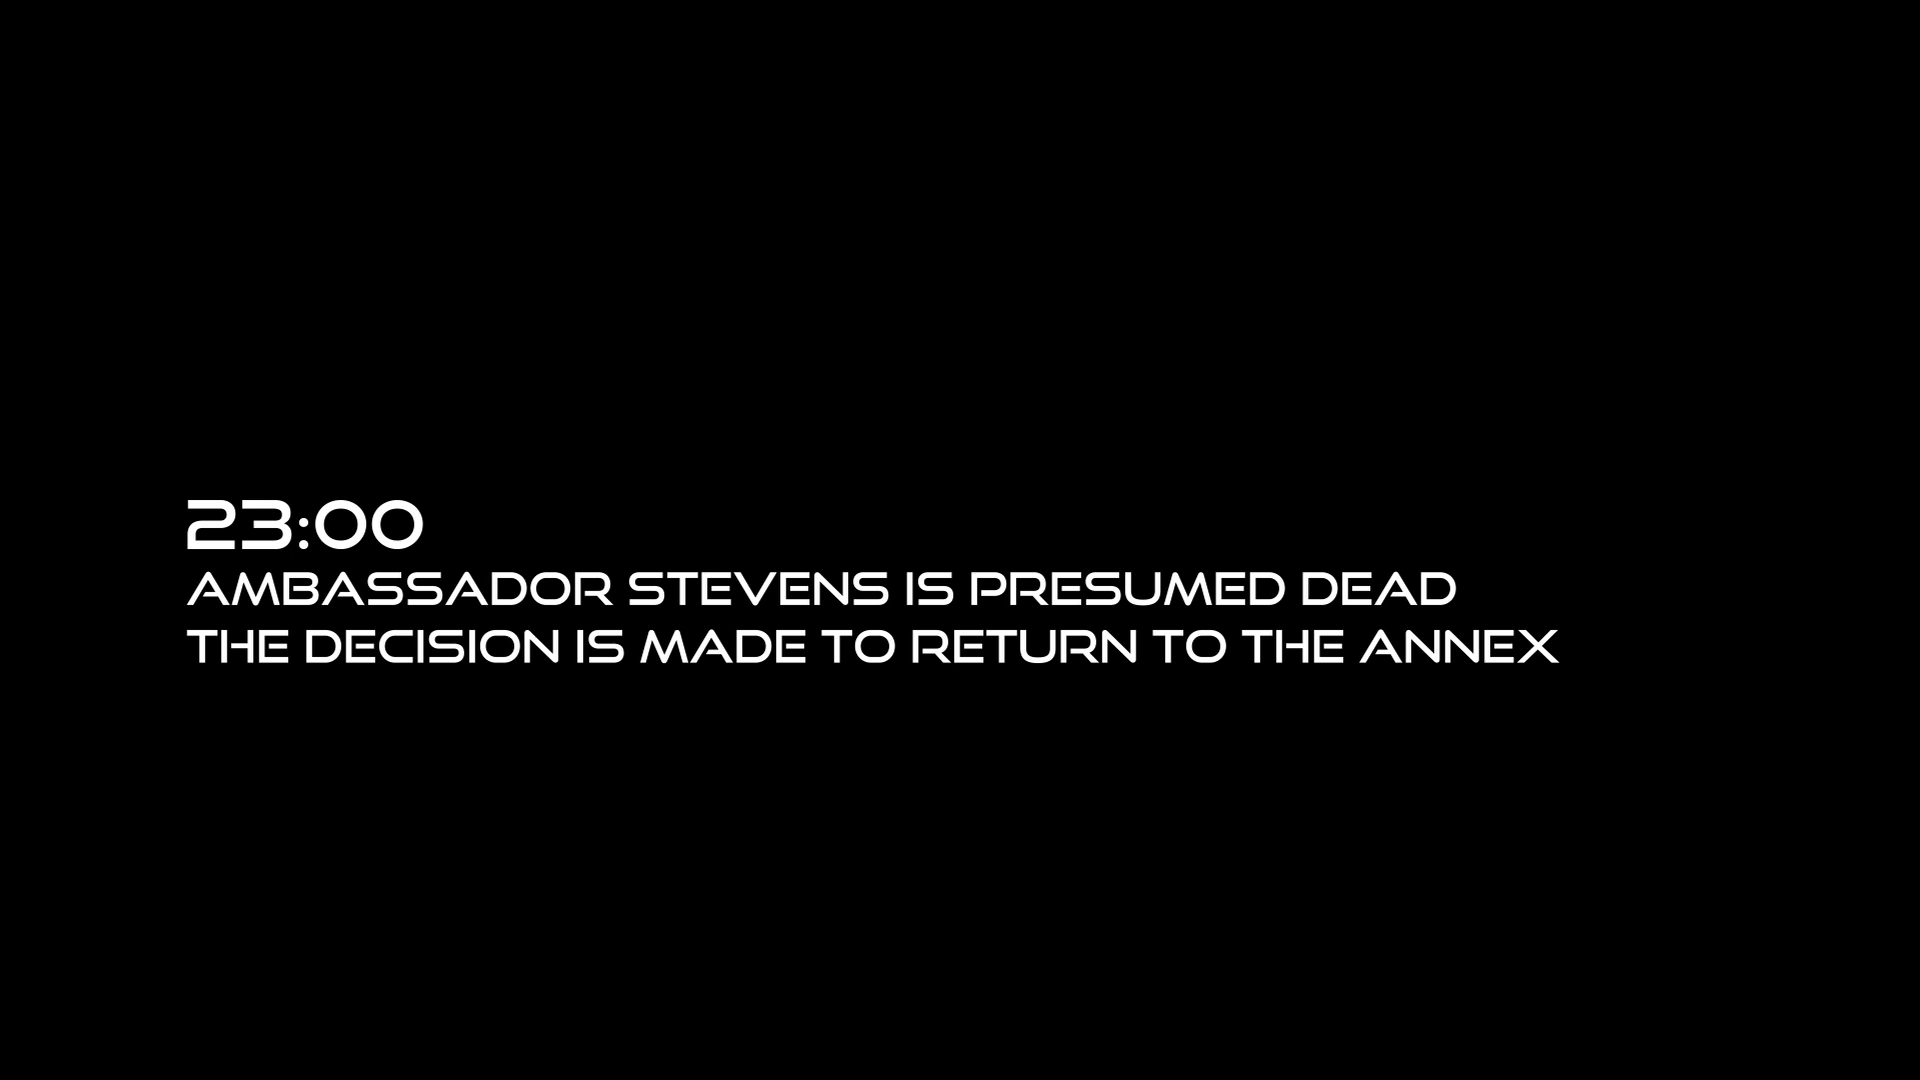 23:00
AMBASSADOR STEVENS IS PRESUMED DEAD
THE DECISION IS MADE TO RETURN TO THE ANNEX